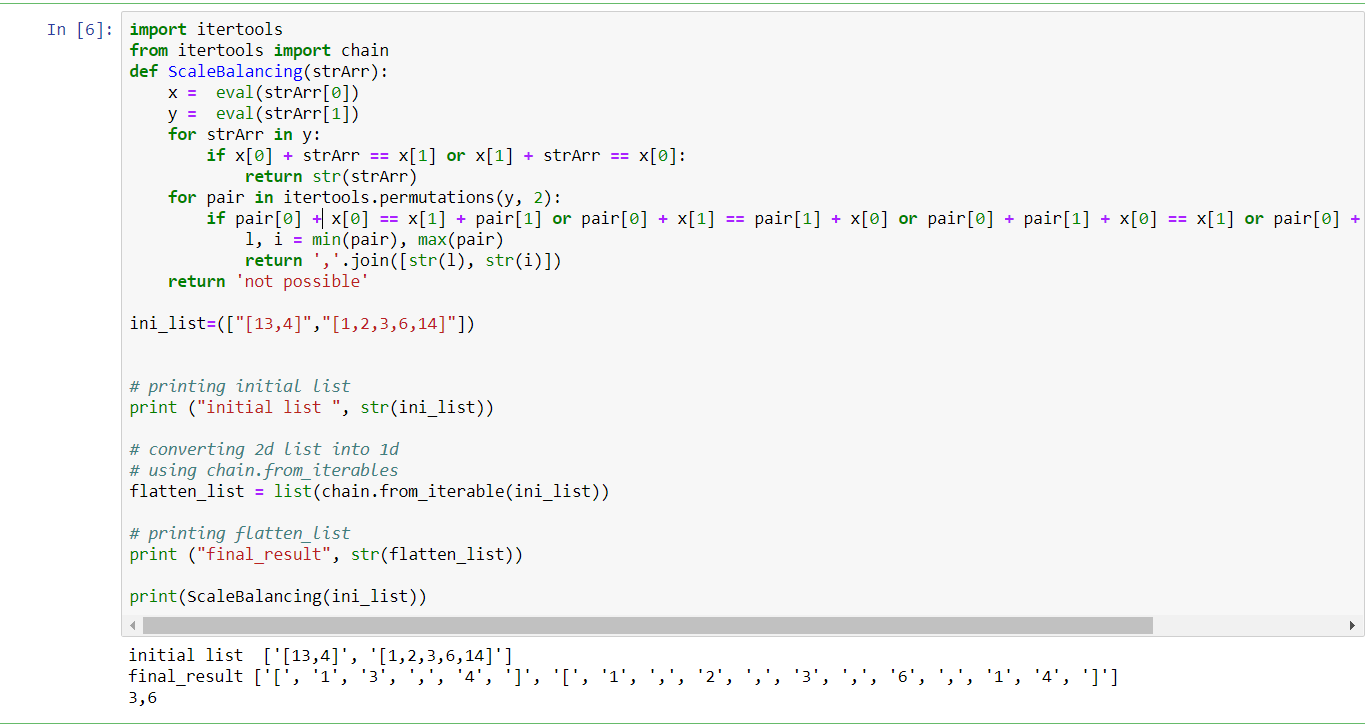 In [6]: import itertools
from itertools import chain
def ScaleBalancing(strArr):
    x =  eval(strArr[0])
    y =  eval(strArr[1])
    for strArr in y:
        if x[0] + strArr == x[1] or x[1] + strArr == x[0]:
            return str(strArr)
    for pair in itertools.permutations(y, 2):
        if pair[0] + x[0] == x[1] + pair[1] or pair[0] + x[1] == pair[1] + x[0] or pair[0] + pair[1] + x[0] == x[1] or pair[0] +
            l, i = min(pair), max(pair)
            return ','.join([str(l), str(i)])
    return 'not possible'
ini_list=(["[13,4]","[1,2,3,6,14]"])
# printing initial list
print ("initial list ", str(ini_list))
# converting 2d list into 1d
# using chain.from_iterables
flatten_list = list(chain.from_iterable(ini_list))
# printing flatten_list
print ("final_result", str(flatten_list))
print(ScaleBalancing(ini_list))
initial list  ['[13,4]', '[1,2,3,6,14]']
final_result ['[', '1', '3', ',', '4', ']', '[', '1', ',', '2', ',', '3', ',', '6', ',', '1', '4', ']']
3,6